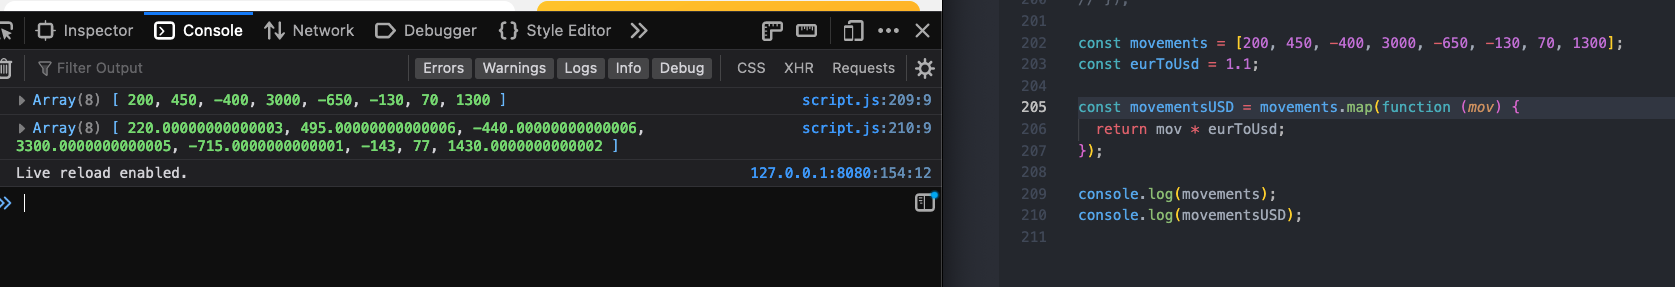 Inspector Console Network Debugger {} Style Editor
Filter Output Errors Warnings Logs Info Debug CSS XHR Requests
Array(8) [ 200, 450, -400, 3000, -650, -130, 70, 1300 ] script.js:209:9
Array(8) [ 220.00000000000003, 495.00000000000006, -440.00000000000006, script.js:210:9
3300.0000000000005, -715.0000000000001, -143, 77, 1430.0000000000002 ]
Live reload enabled. 127.0.0.1:8080:154:12
200 // });
201
202 const movements = [200, 450, -400, 3000, -650, -130, 70, 1300];
203 const eurToUsd = 1.1;
204
205 const movementsUSD = movements.map(function (mov) {
206 return mov * eurToUsd;
207 });
208
209 console.log(movements);
210 console.log(movementsUSD);
211